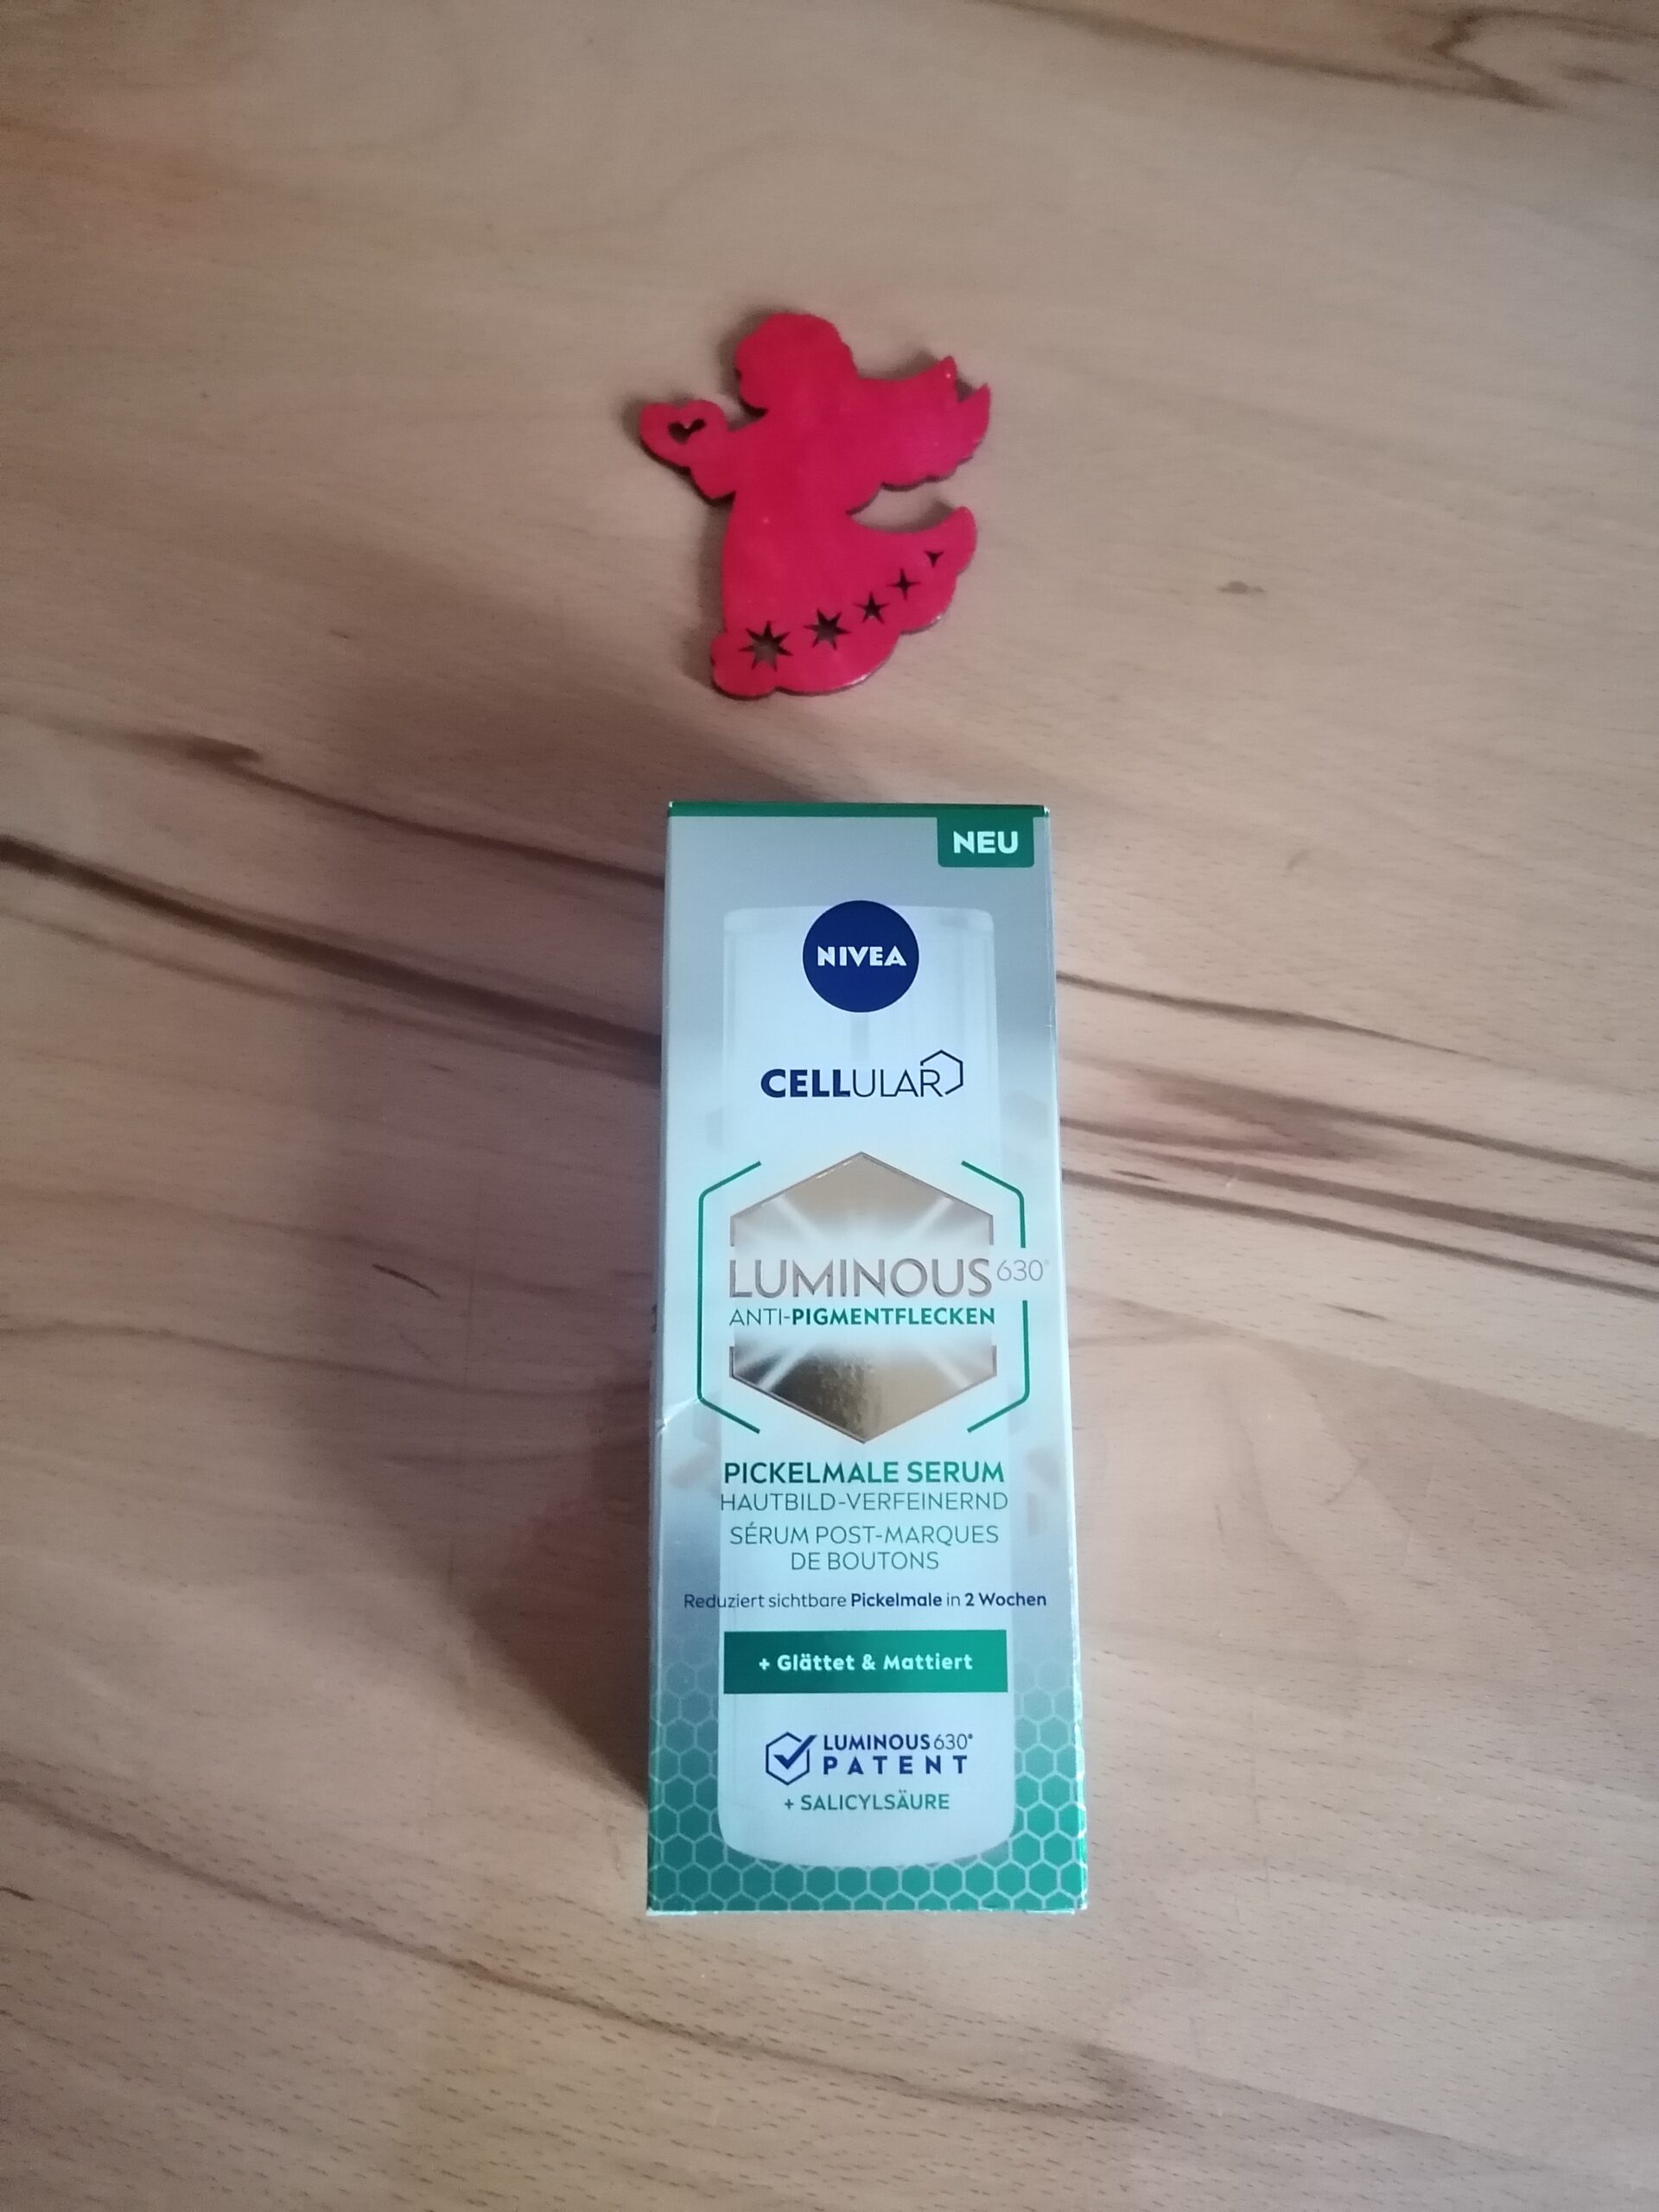 NEU
NIVEA
CELLULAR
LUMINOUS630®
ANTI-PIGMENTFLECKEN
PICKELMALE SERUM
HAUTBILD-VERFEINERND
SÉRUM POST-MARQUES
DE BOUTONS
Reduziert sichtbare Pickelmale in 2 Wochen
+ Glättet & Mattiert
LUMINOUS630®
PATENT
+ SALICYLSÄURE